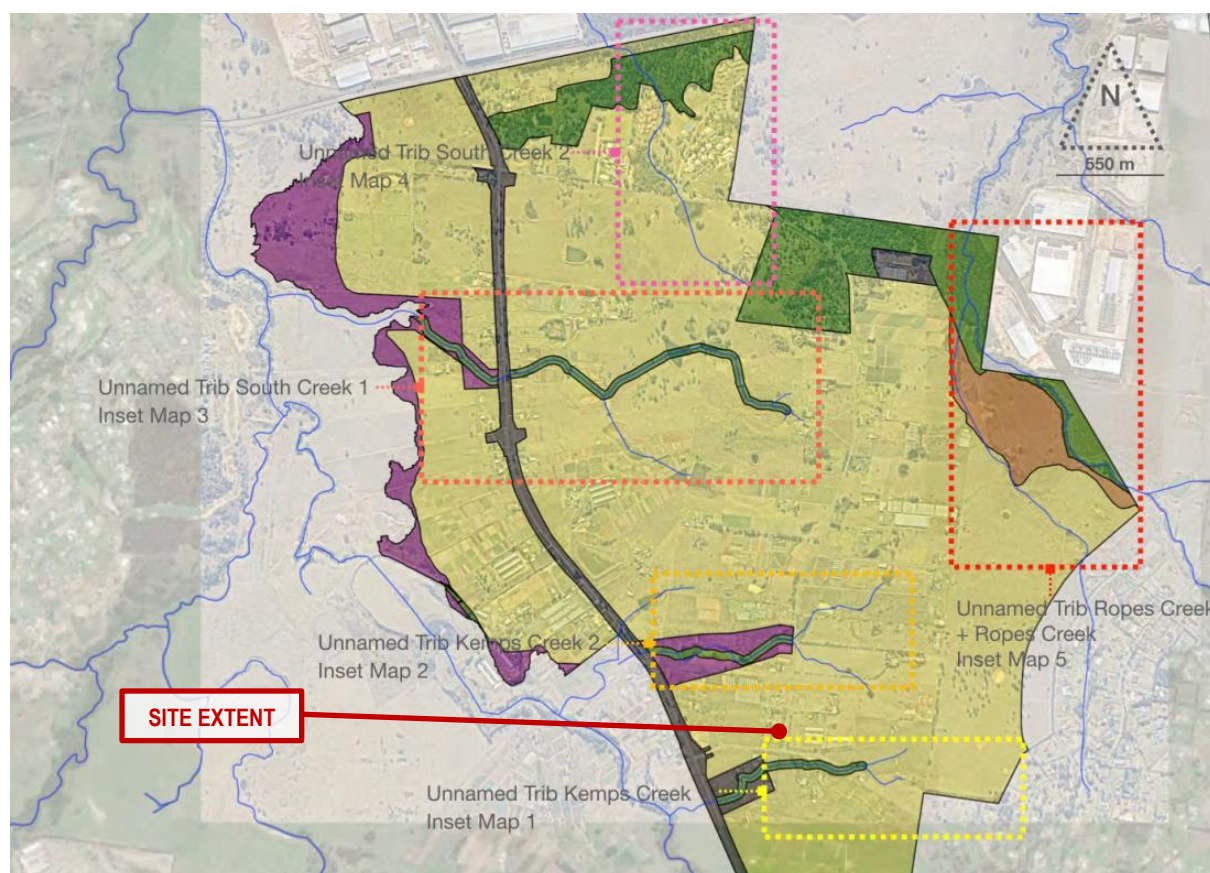 N
550 m
Unnamed Trib South Creek 2
Inset Map 4
Unnamed Trib South Creek 1
Inset Map 3
Unnamed Trib Ropes Creek
+ Ropes Creek
Inset Map 5
Unnamed Trib Kemps Creek 2
Inset Map 2
SITE EXTENT
Unnamed Trib Kemps Creek
Inset Map 1